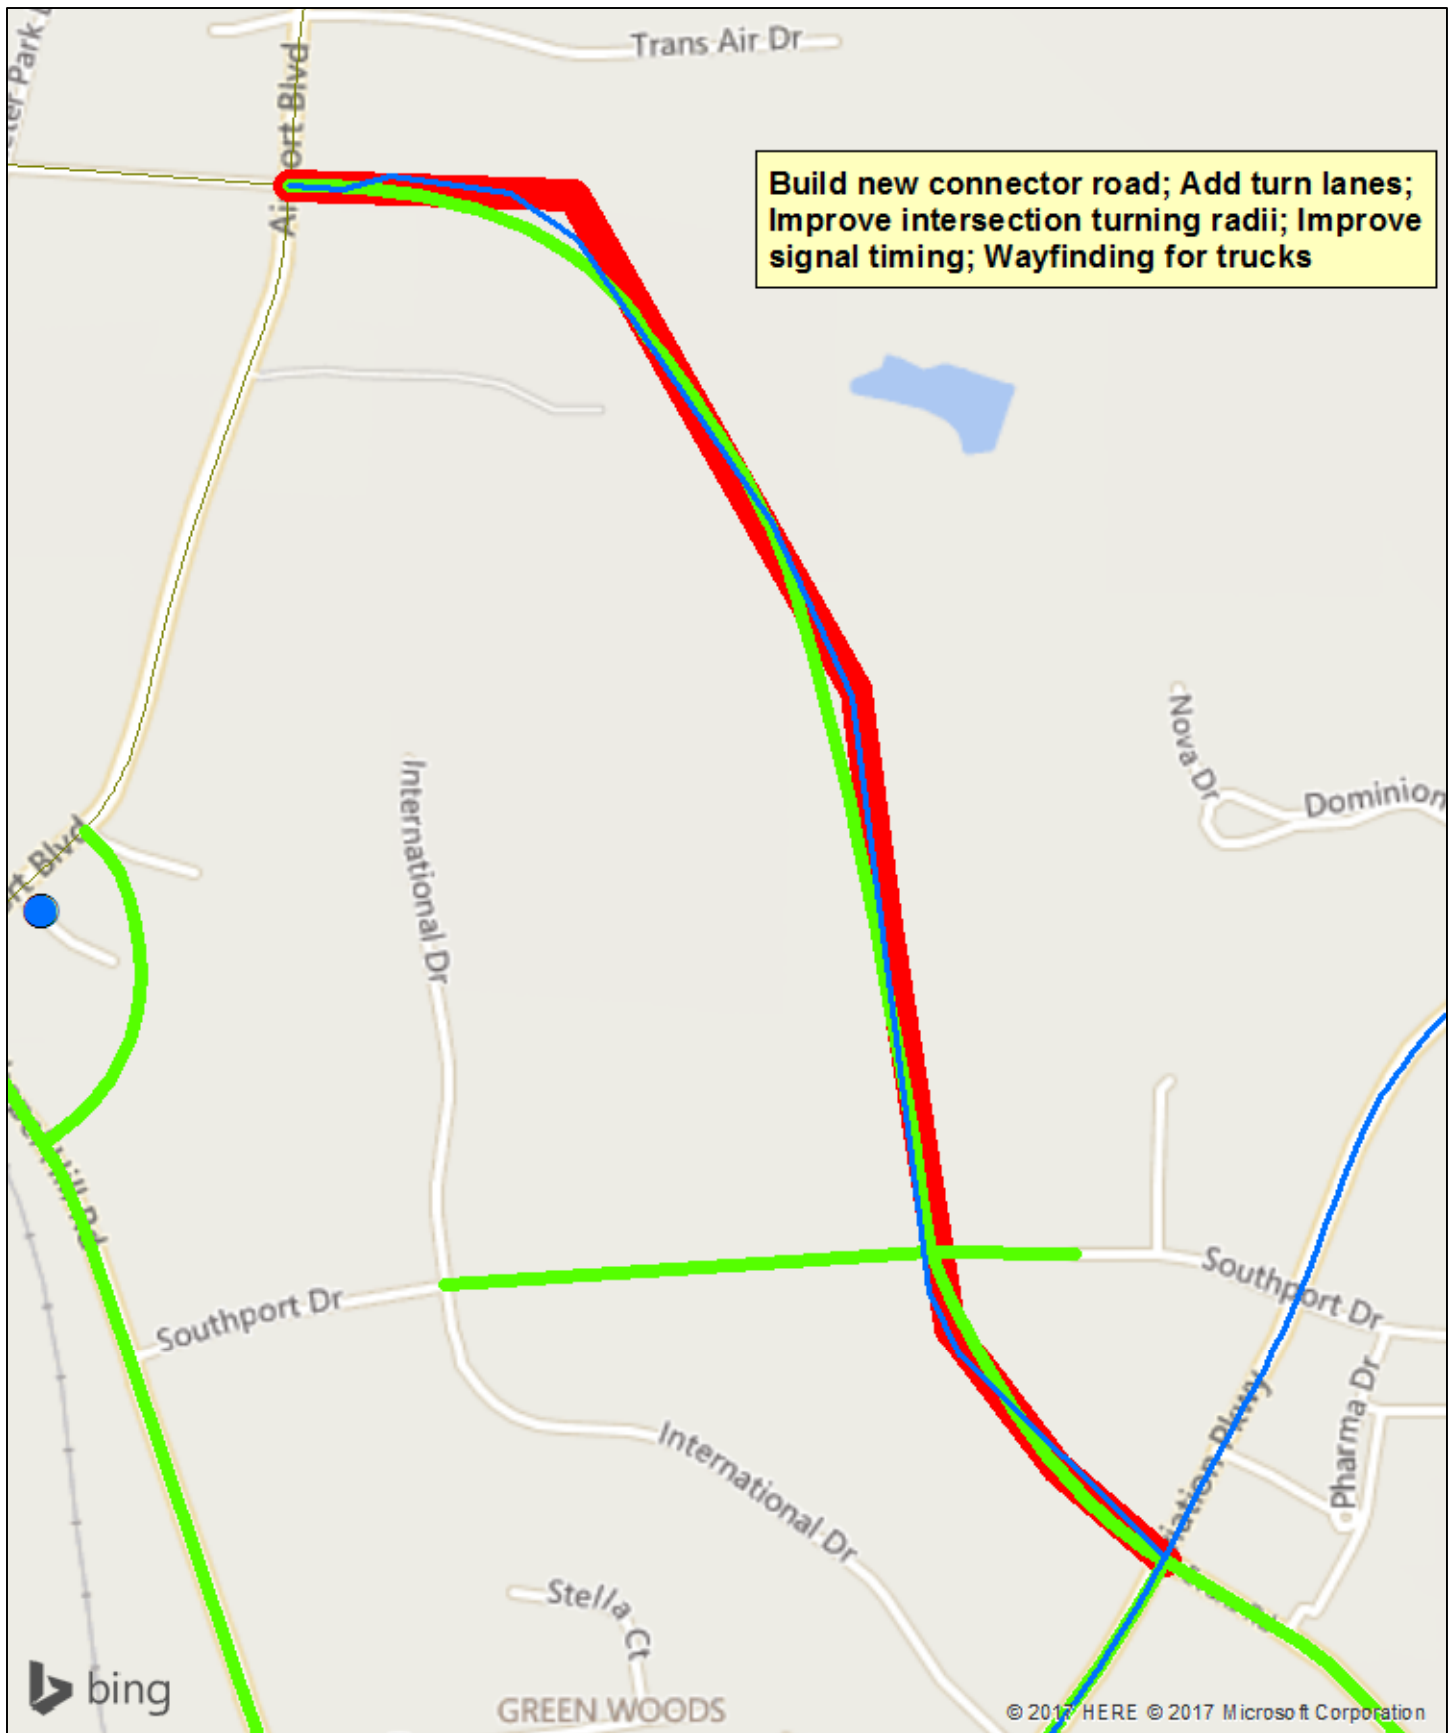 Trans Air Dr
Build new connector road; Add turn lanes;
Improve intersection turning radii; Improve
signal timing; Wayfinding for trucks
Nova Dr
Dominion
International Dr
Southport Dr
Southport Dr
Pharma Dr
International Dr
Stella Ct
bing
GREEN WOODS
© 2017 HERE © 2017 Microsoft Corporation